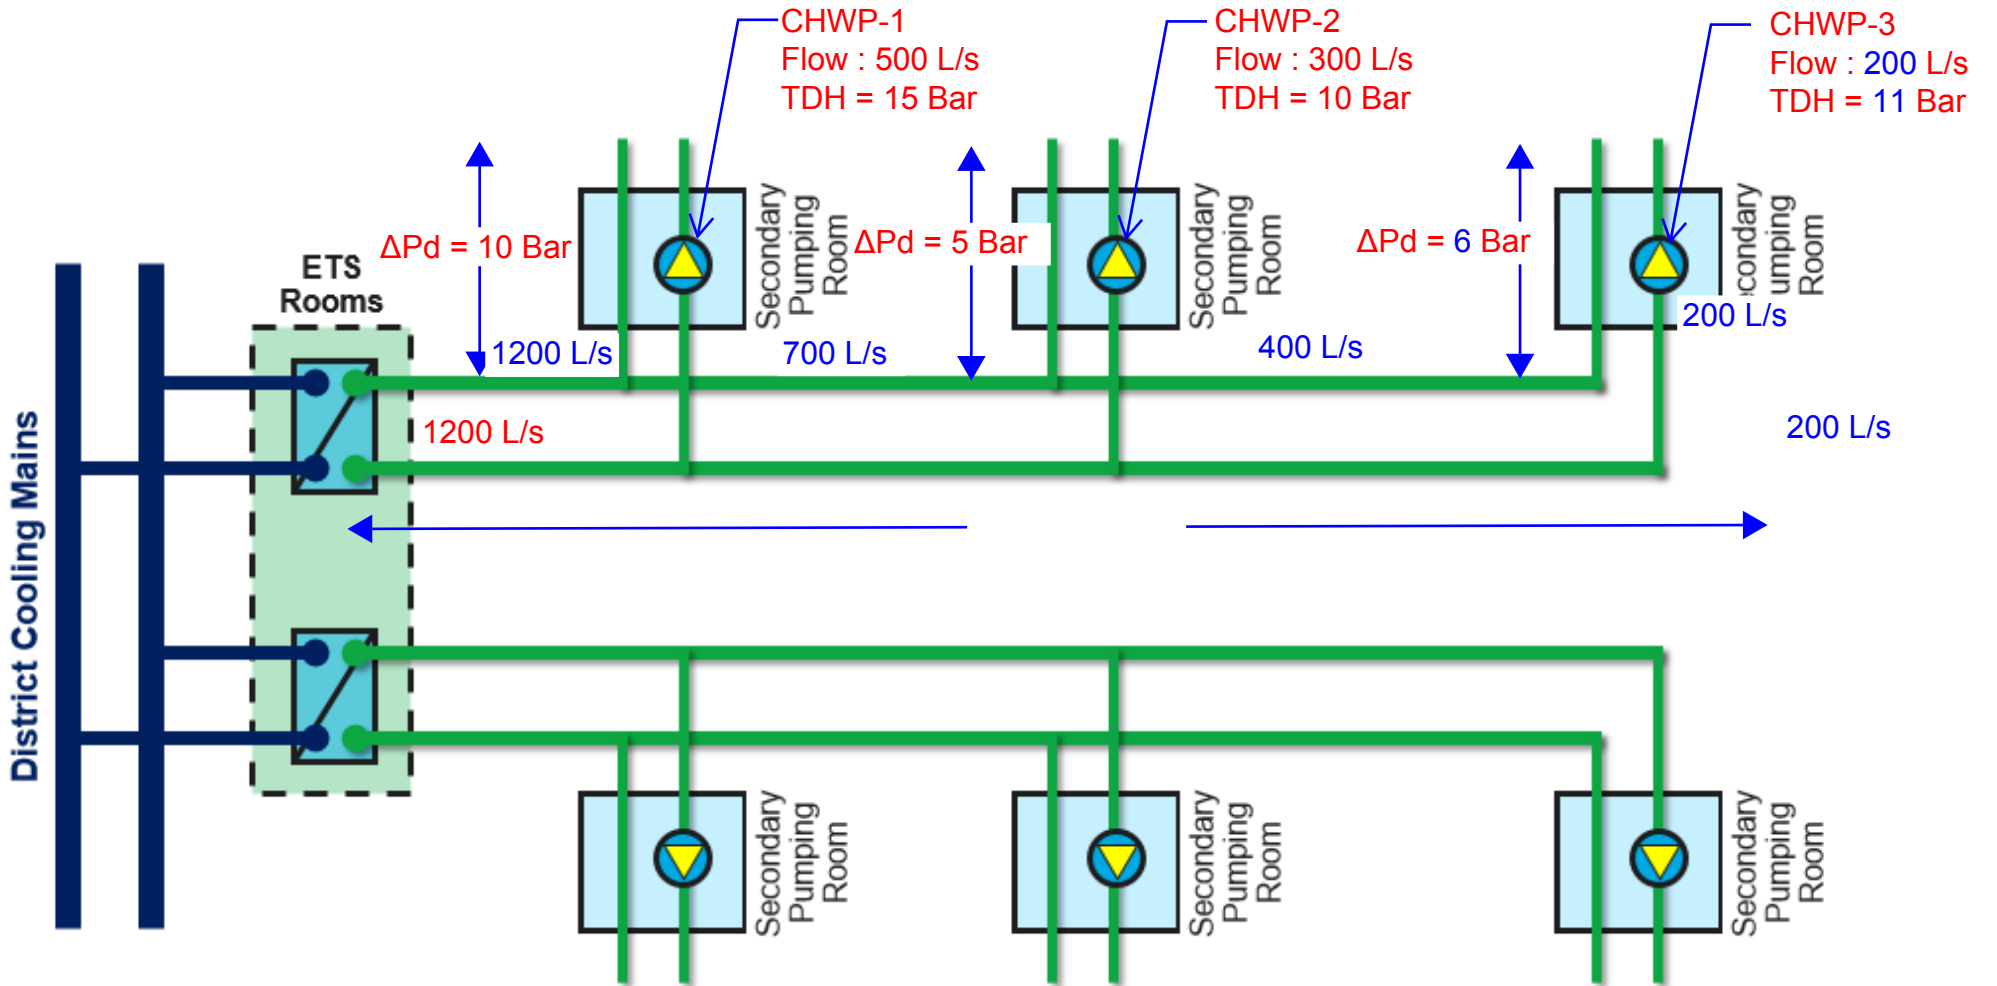 CHWP-1
Flow : 500 L/s
TDH = 15 Bar
CHWP-2
Flow : 300 L/s
TDH = 10 Bar
CHWP-3
Flow : 200 L/s
TDH = 11 Bar
ΔPd = 10 Bar
Secondary
Pumping
Room
ΔPd = 5 Bar
Secondary
Pumping
Room
ΔPd = 6 Bar
econdary
umping
Room
ETS
Rooms
1200 L/s
700 L/s
400 L/s
200 L/s
1200 L/s
200 L/s
District Cooling Mains
Secondary
Pumping
Room
Secondary
Pumping
Room
Secondary
Pumping
Room